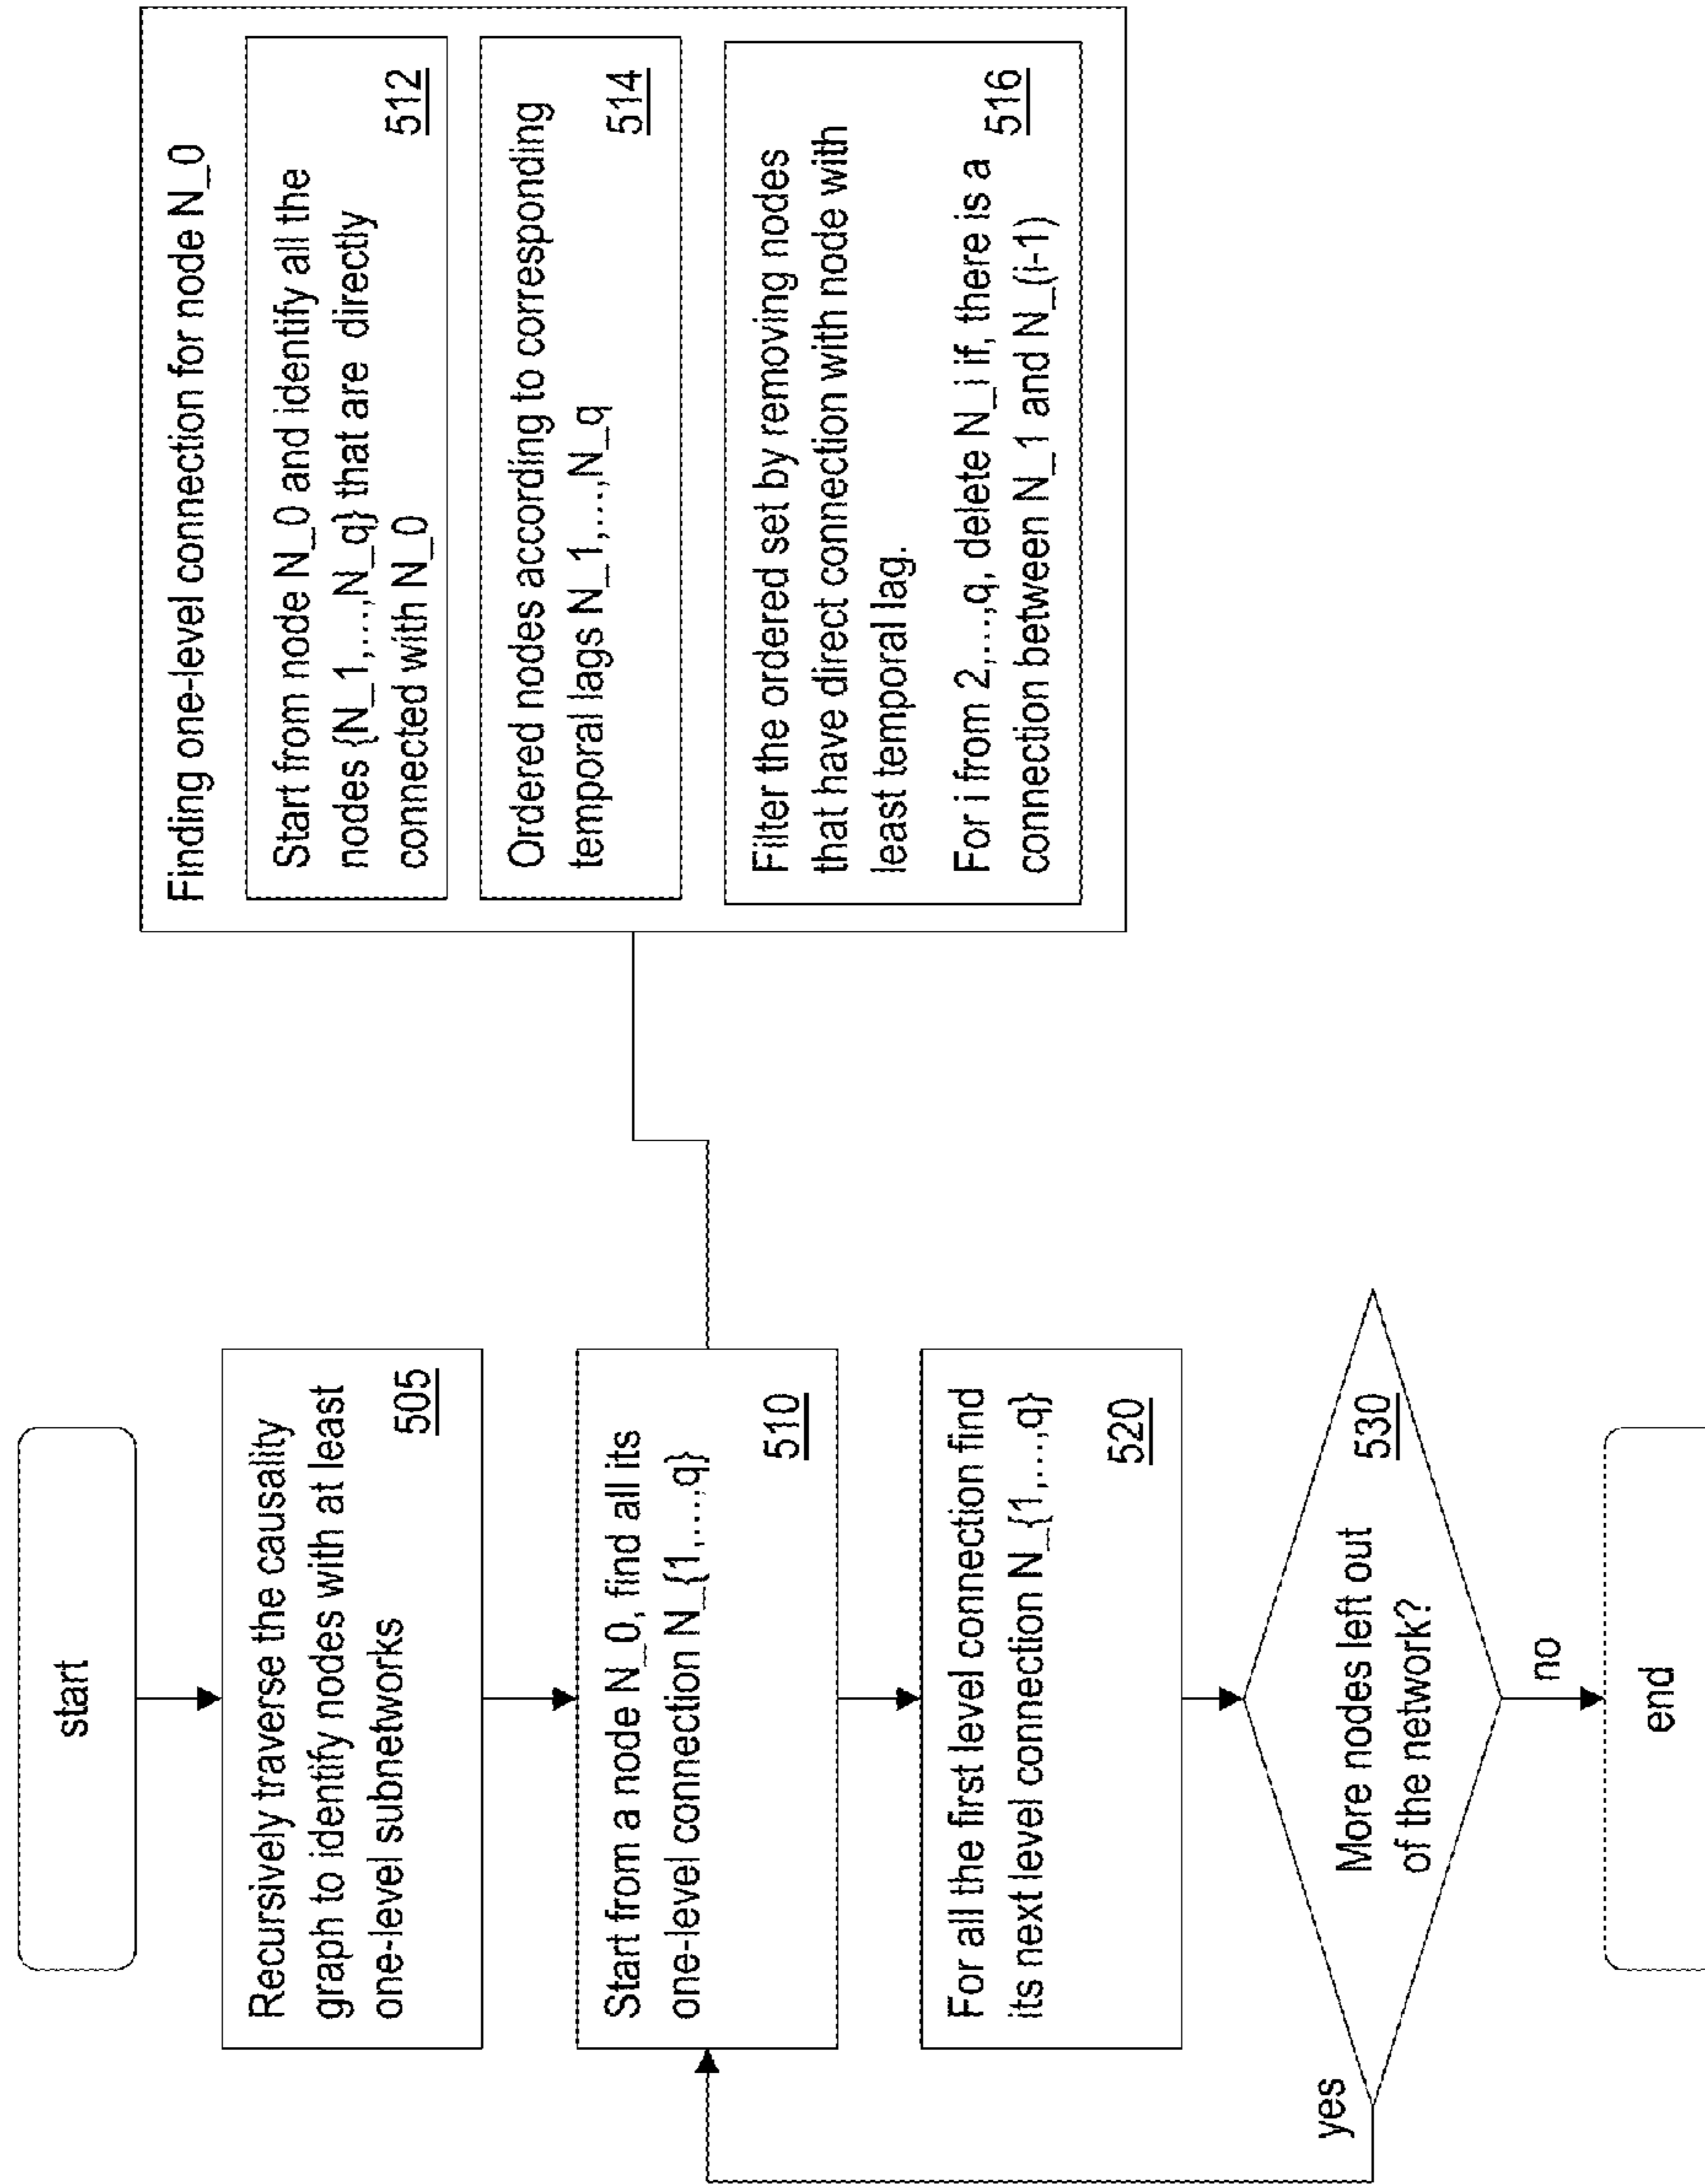 start
Recursively traverse the causality
graph to identify nodes with at least
one-level subnetworks
505
Start from a node N_0, find all its
one-level connection N_{1,...,q}
510
For all the first level connection find
its next level connection N_{1,...,q}
520
More nodes left out
of the network?
530
yes
no
end
Finding one-level connection for node N_0
Start from node N_0 and identify all the
nodes {N_1,...,N_q} that are directly
connected with N_0
512
Ordered nodes according to corresponding
temporal lags N_1,...,N_q
514
Filter the ordered set by removing nodes
that have direct connection with node with
least temporal lag.
For i from 2,...,q, delete N_i if, there is a
connection between N_1 and N_(i-1)
516